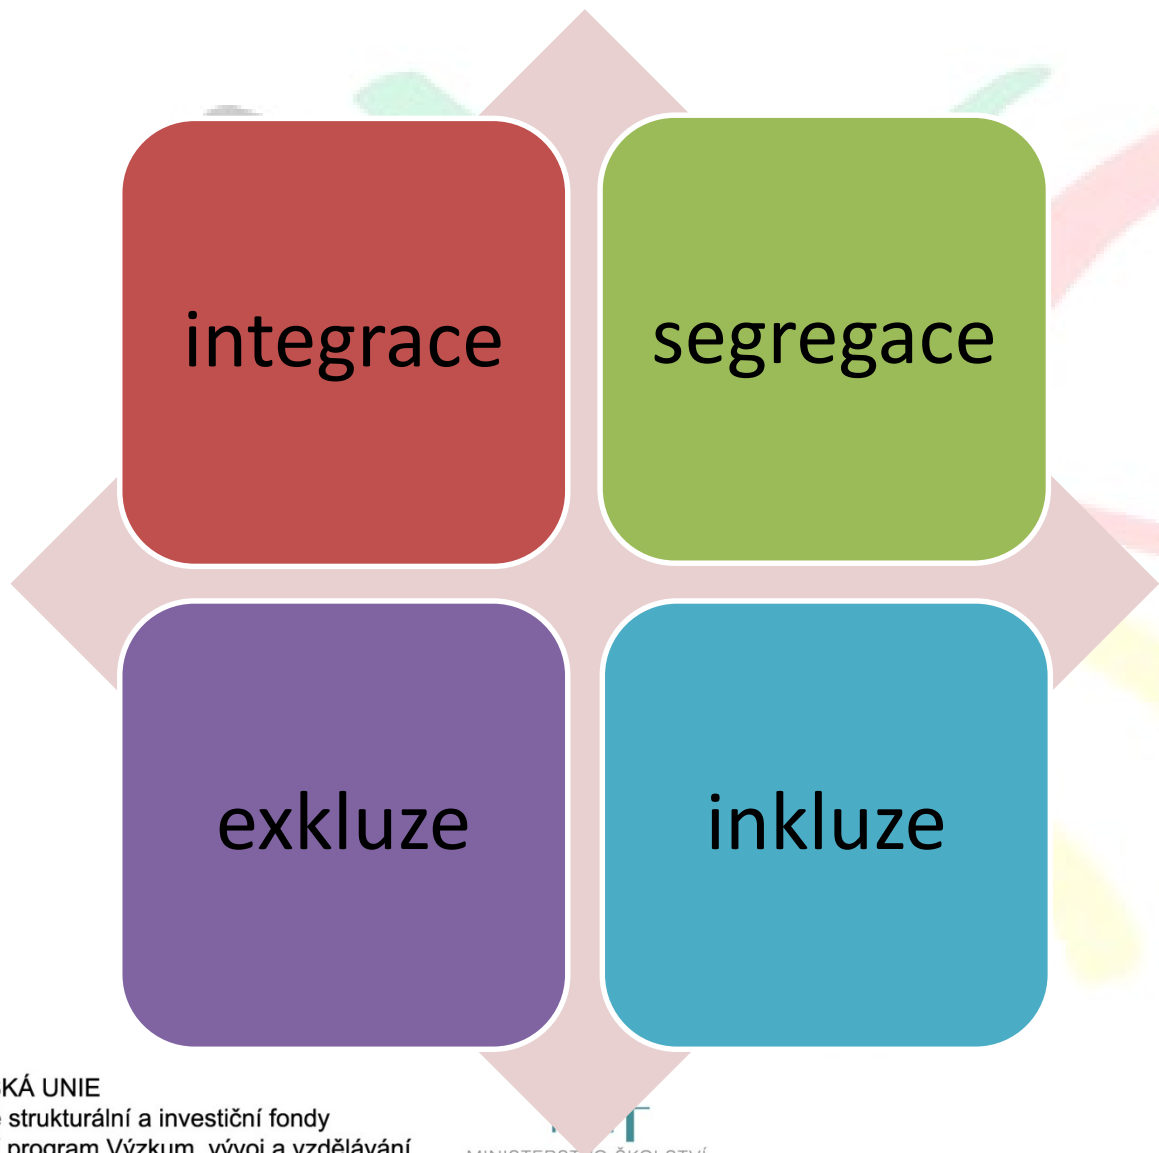 integrace
segregace
exkluze
inkluze
KÁ UNIE
strukturální a investiční fondy
program Výzkum, vývoj a vzdělávání